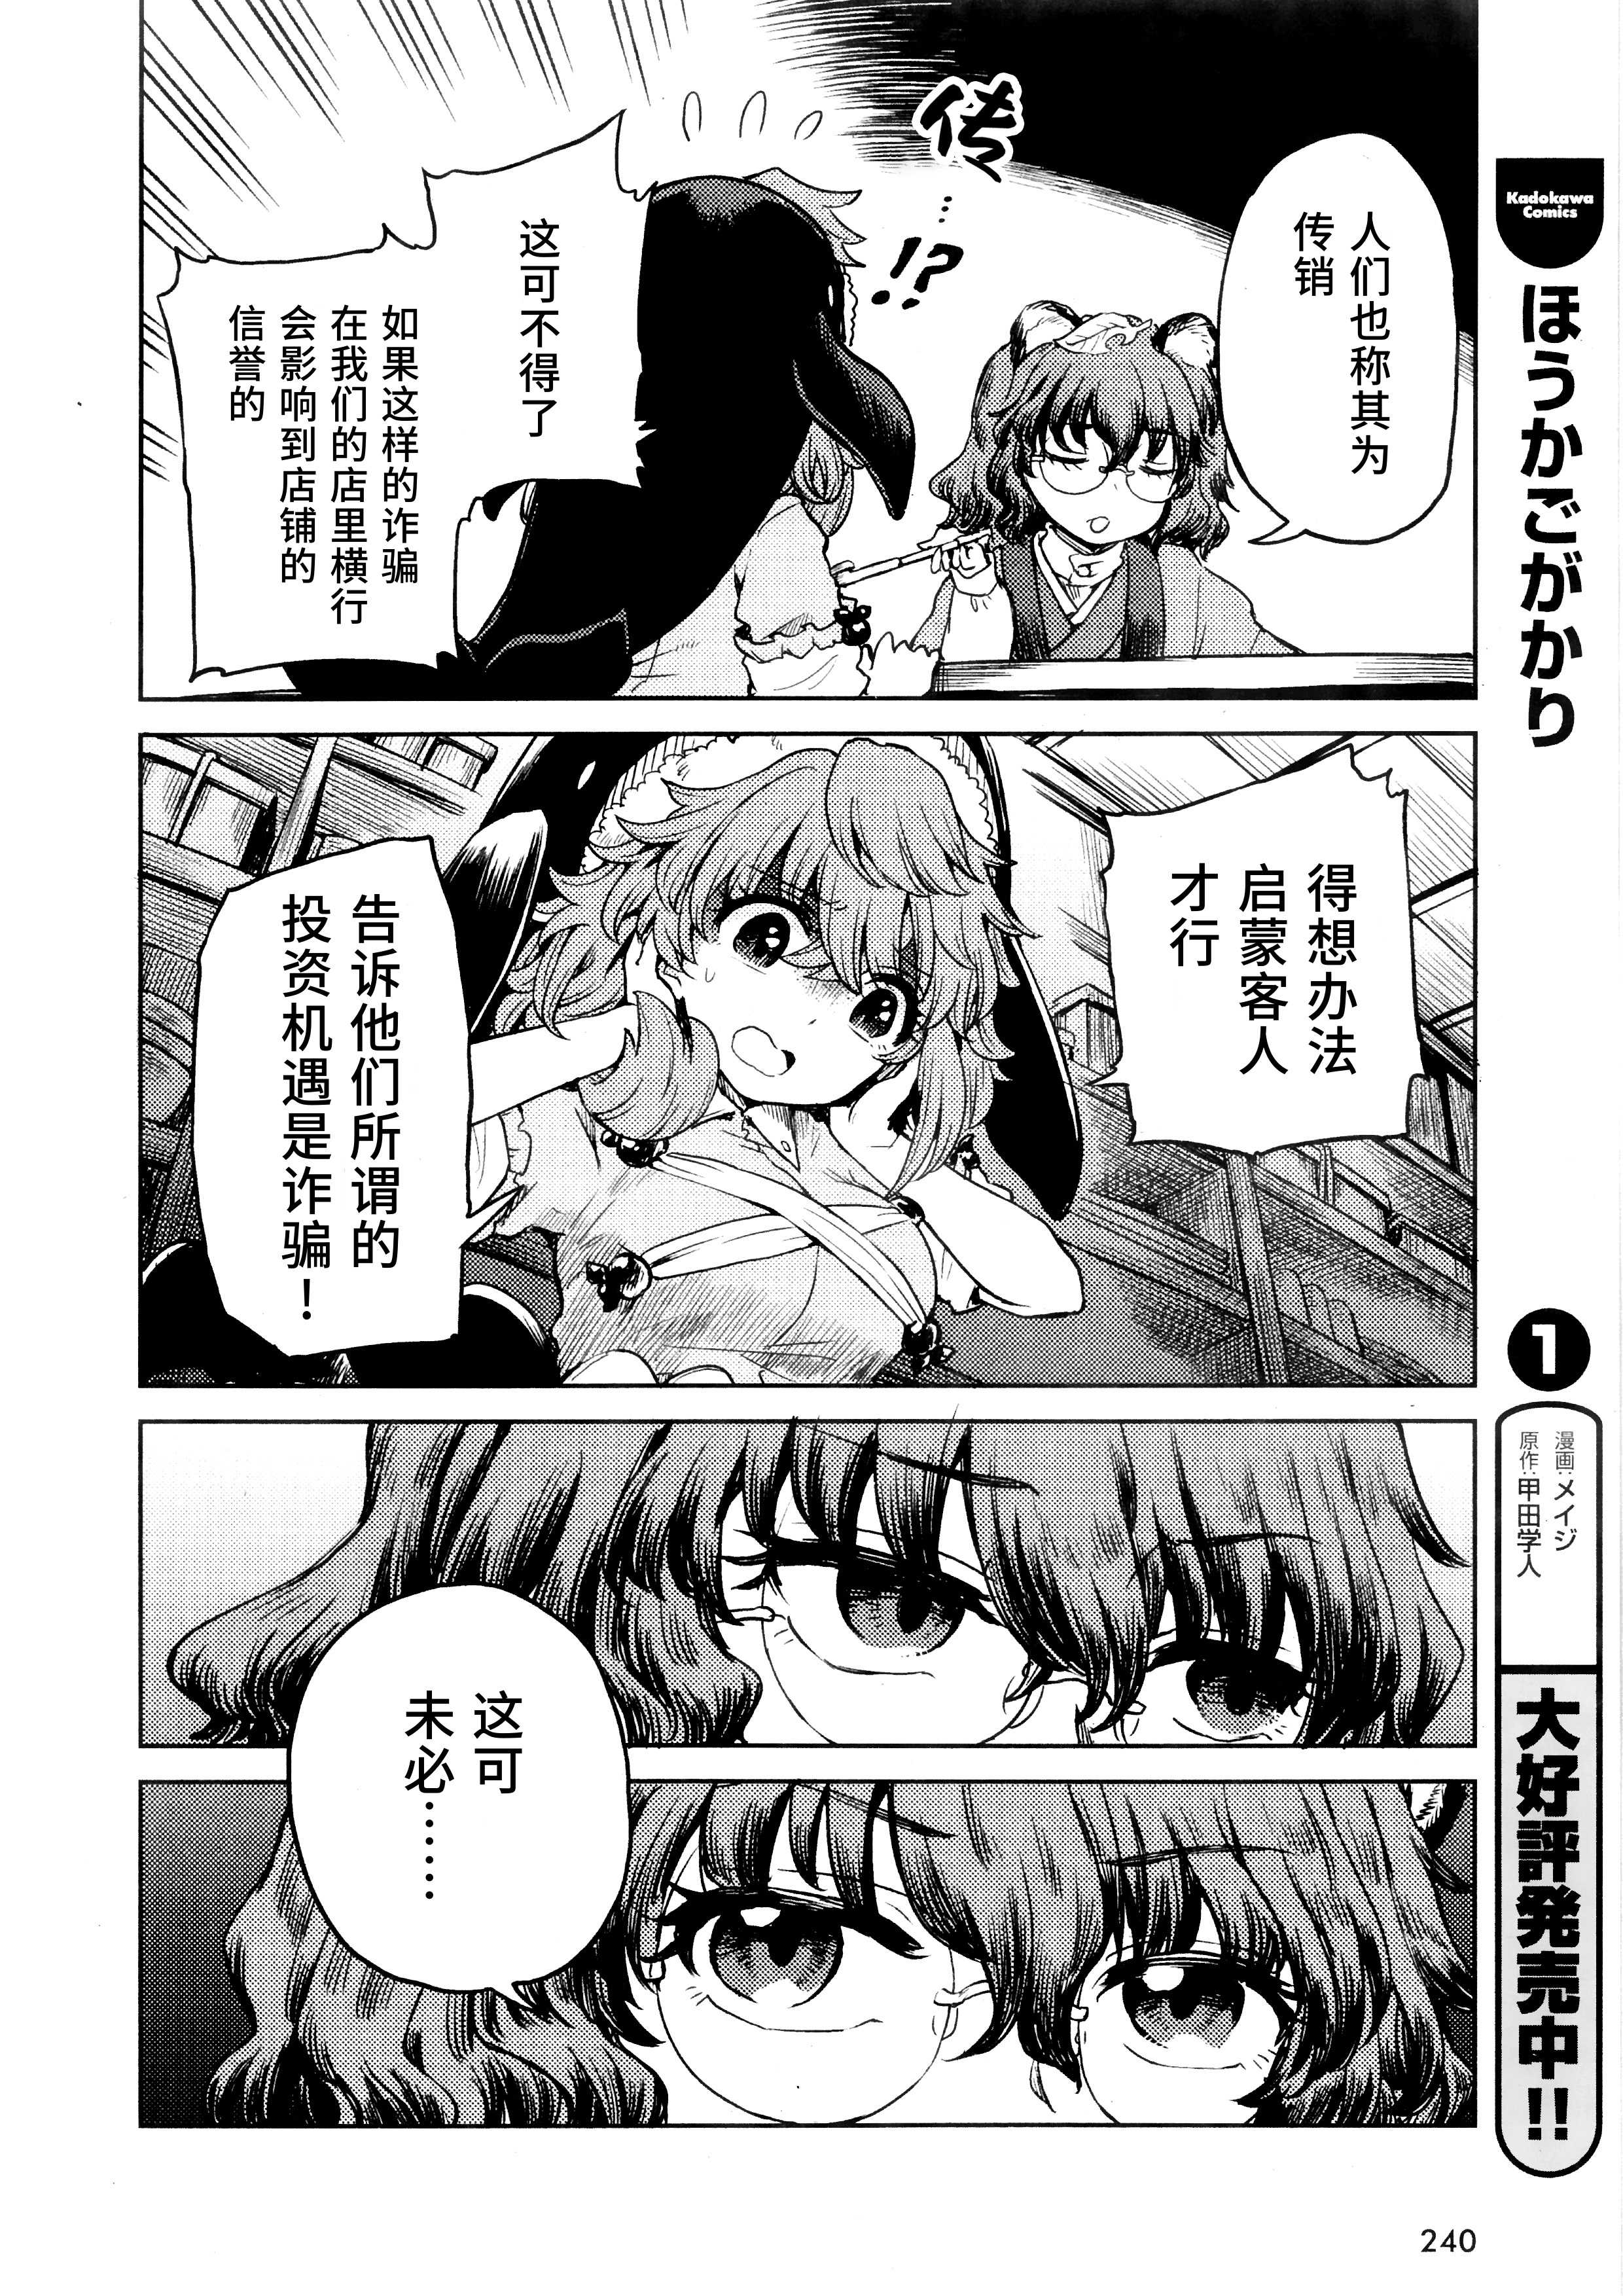 人们也称其为
传销
传
…
!?
这可不得了
如果这样的诈骗
在我们的店里横行
会影响到店铺的
信誉的
得想办法
启蒙客人
才行
告诉他们所谓的
投资机遇是诈骗！
这可
未必……
Kadokawa
Comics
ほうかごがかり
1
漫画:メイジ
原作:甲田学人
大好評発売中!!
240